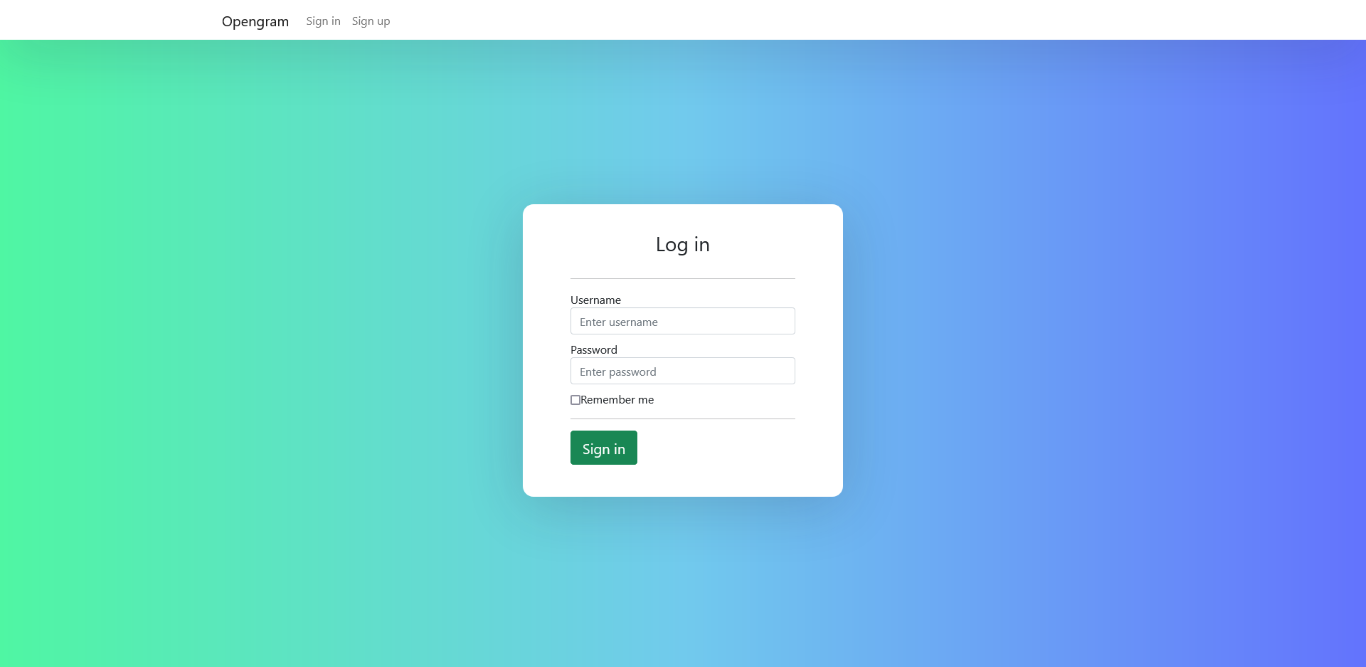 Opengram Sign in Sign up
Log in
Username
Enter username
Password
Enter password
Remember me
Sign in